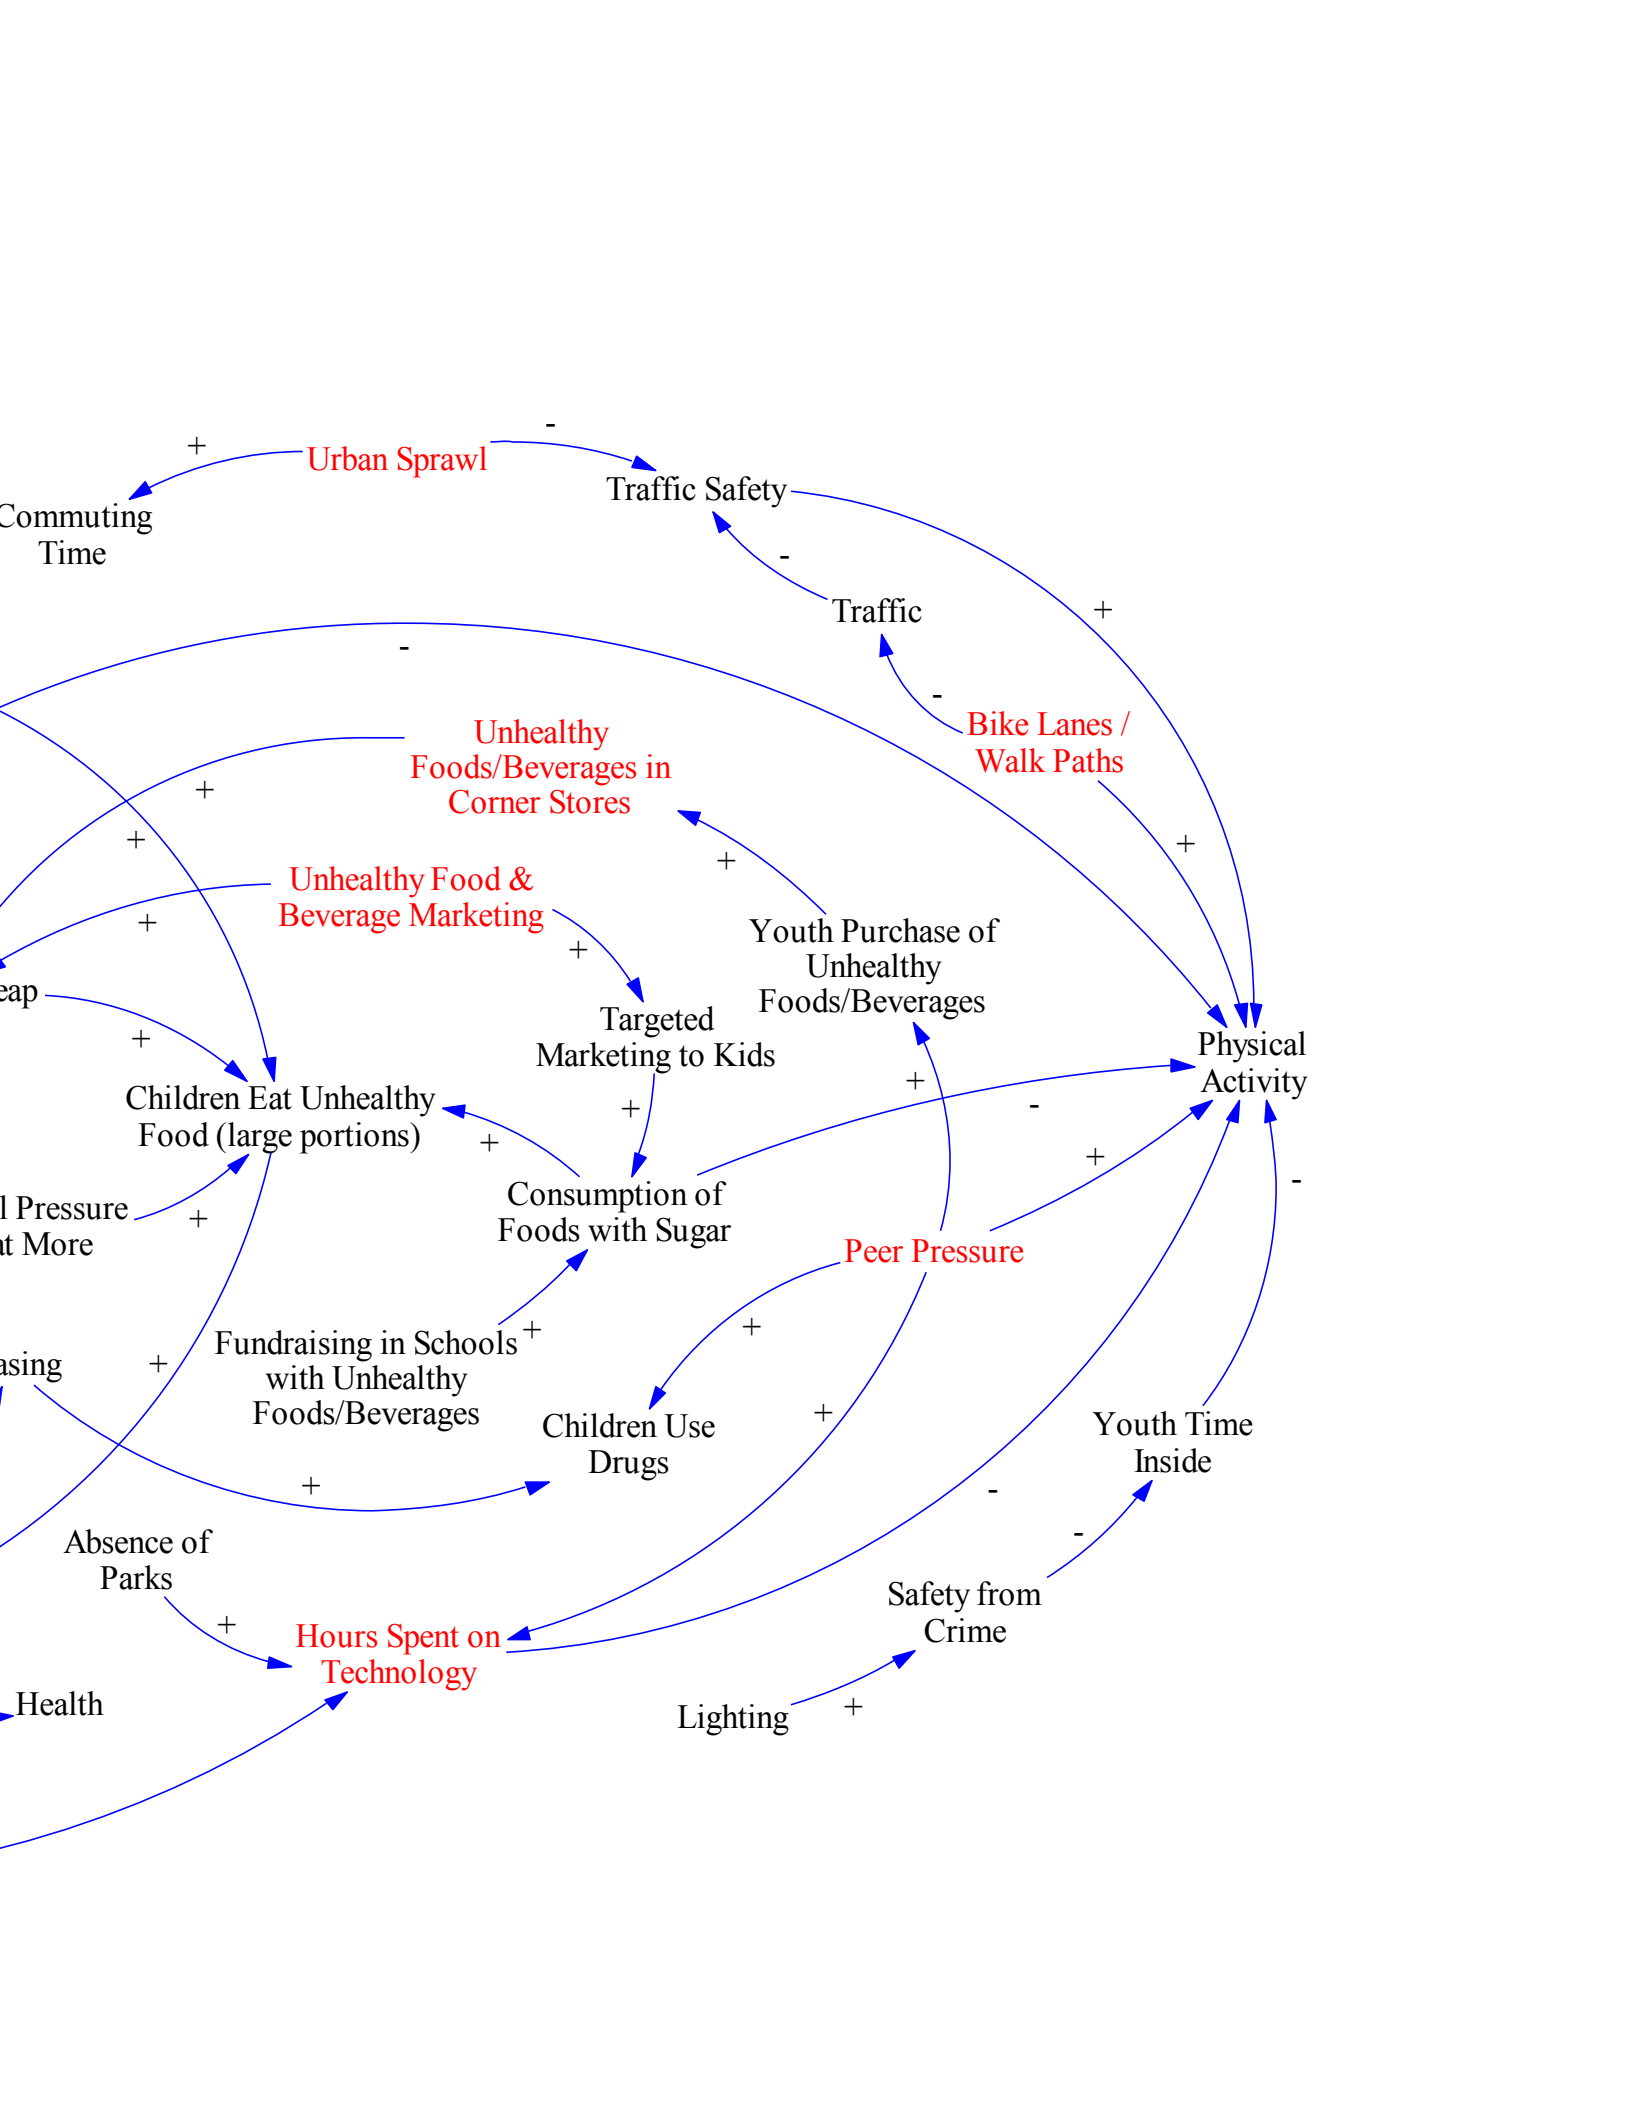 Urban Sprawl
Traffic Safety
Commuting
Time
Traffic
Bike Lanes /
Walk Paths
Unhealthy
Foods/Beverages in
Corner Stores
Unhealthy Food &
Beverage Marketing
Youth Purchase of
Unhealthy
Foods/Beverages
eap
Targeted
Marketing to Kids
Physical
Activity
Children Eat Unhealthy
Food (large portions)
l Pressure
at More
Consumption of
Foods with Sugar
Peer Pressure
Fundraising in Schools
with Unhealthy
Foods/Beverages
asing
Children Use
Drugs
Youth Time
Inside
Absence of
Parks
Safety from
Crime
Hours Spent on
Technology
Health
Lighting